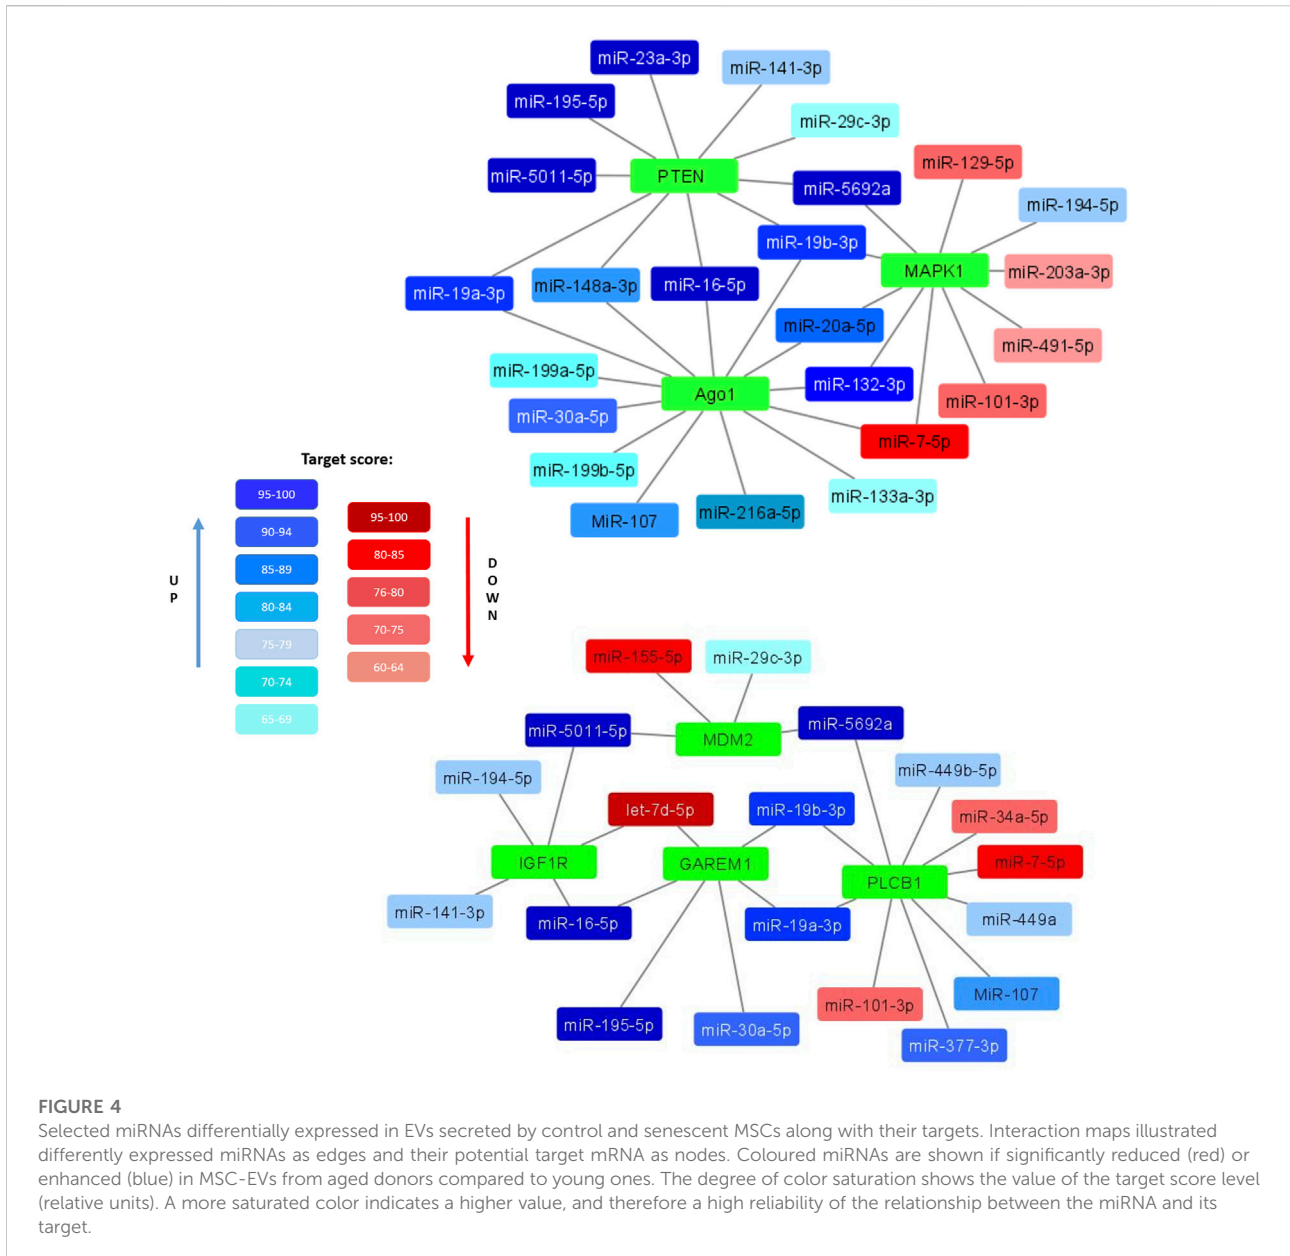 miR-23a-3p
miR-141-3p
miR-195-5p
miR-29c-3p
miR-129-5p
miR-5011-5p
PTEN
miR-5692a
miR-194-5p
miR-19b-3p
MAPK1
miR-203a-3p
miR-19a-3p
miR-148a-3p
miR-16-5p
miR-20a-5p
miR-491-5p
miR-199a-5p
Ago1
miR-132-3p
miR-101-3p
miR-30a-5p
miR-7-5p
miR-199b-5p
miR-133a-3p
MiR-107
miR-216a-5p
Target score:
95-100
90-94
85-89
80-84
75-79
70-74
65-69
95-100
80-85
76-80
70-75
60-64
U
P
D
O
W
N
miR-155-5p
miR-29c-3p
miR-5011-5p
MDM2
miR-5692a
miR-194-5p
miR-449b-5p
let-7d-5p
miR-19b-3p
miR-34a-5p
IGF1R
GAREM1
PLCB1
miR-7-5p
miR-141-3p
miR-16-5p
miR-19a-3p
miR-449a
miR-101-3p
MiR-107
miR-195-5p
miR-30a-5p
miR-377-3p
FIGURE 4
Selected miRNAs differentially expressed in EVs secreted by control and senescent MSCs along with their targets. Interaction maps illustrated
differently expressed miRNAs as edges and their potential target mRNA as nodes. Coloured miRNAs are shown if significantly reduced (red) or
enhanced (blue) in MSC-EVs from aged donors compared to young ones. The degree of color saturation shows the value of the target score level
(relative units). A more saturated color indicates a higher value, and therefore a high reliability of the relationship between the miRNA and its
target.